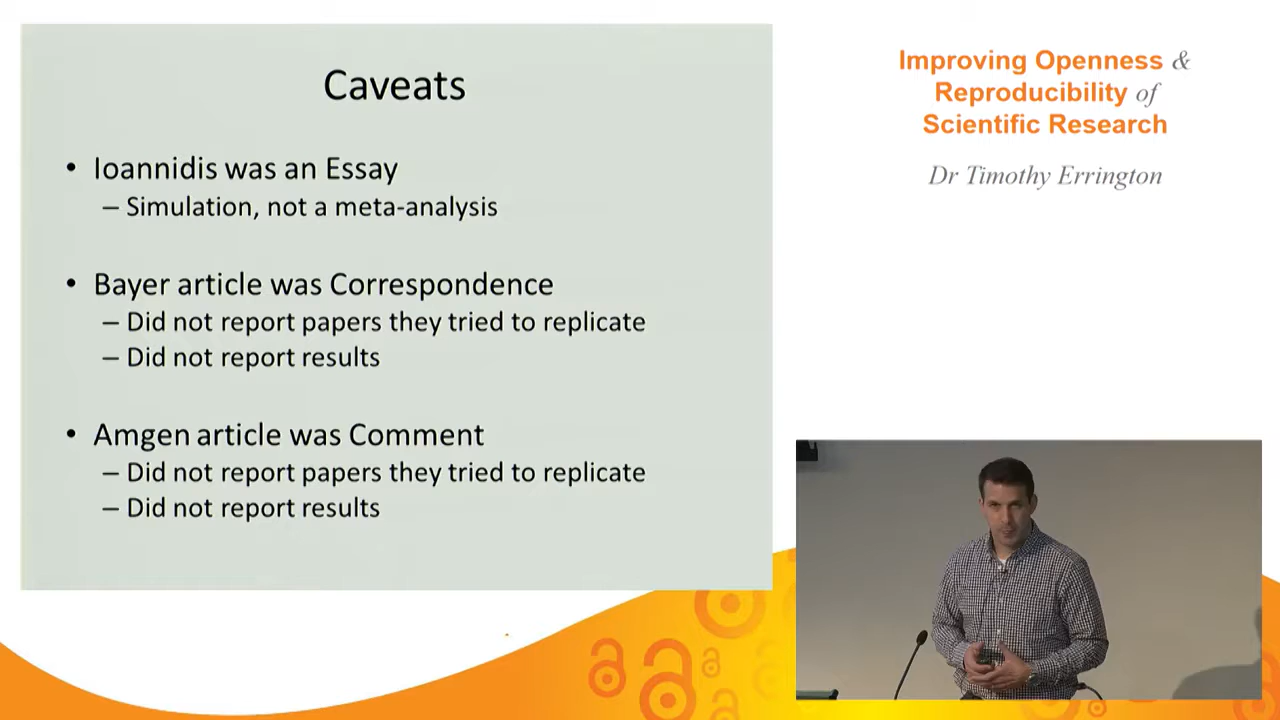 Caveats
• Ioannidis was an Essay
– Simulation, not a meta-analysis
• Bayer article was Correspondence
– Did not report papers they tried to replicate
– Did not report results
• Amgen article was Comment
– Did not report papers they tried to replicate
– Did not report results
Improving Openness &
Reproducibility of
Scientific Research
Dr Timothy Errington